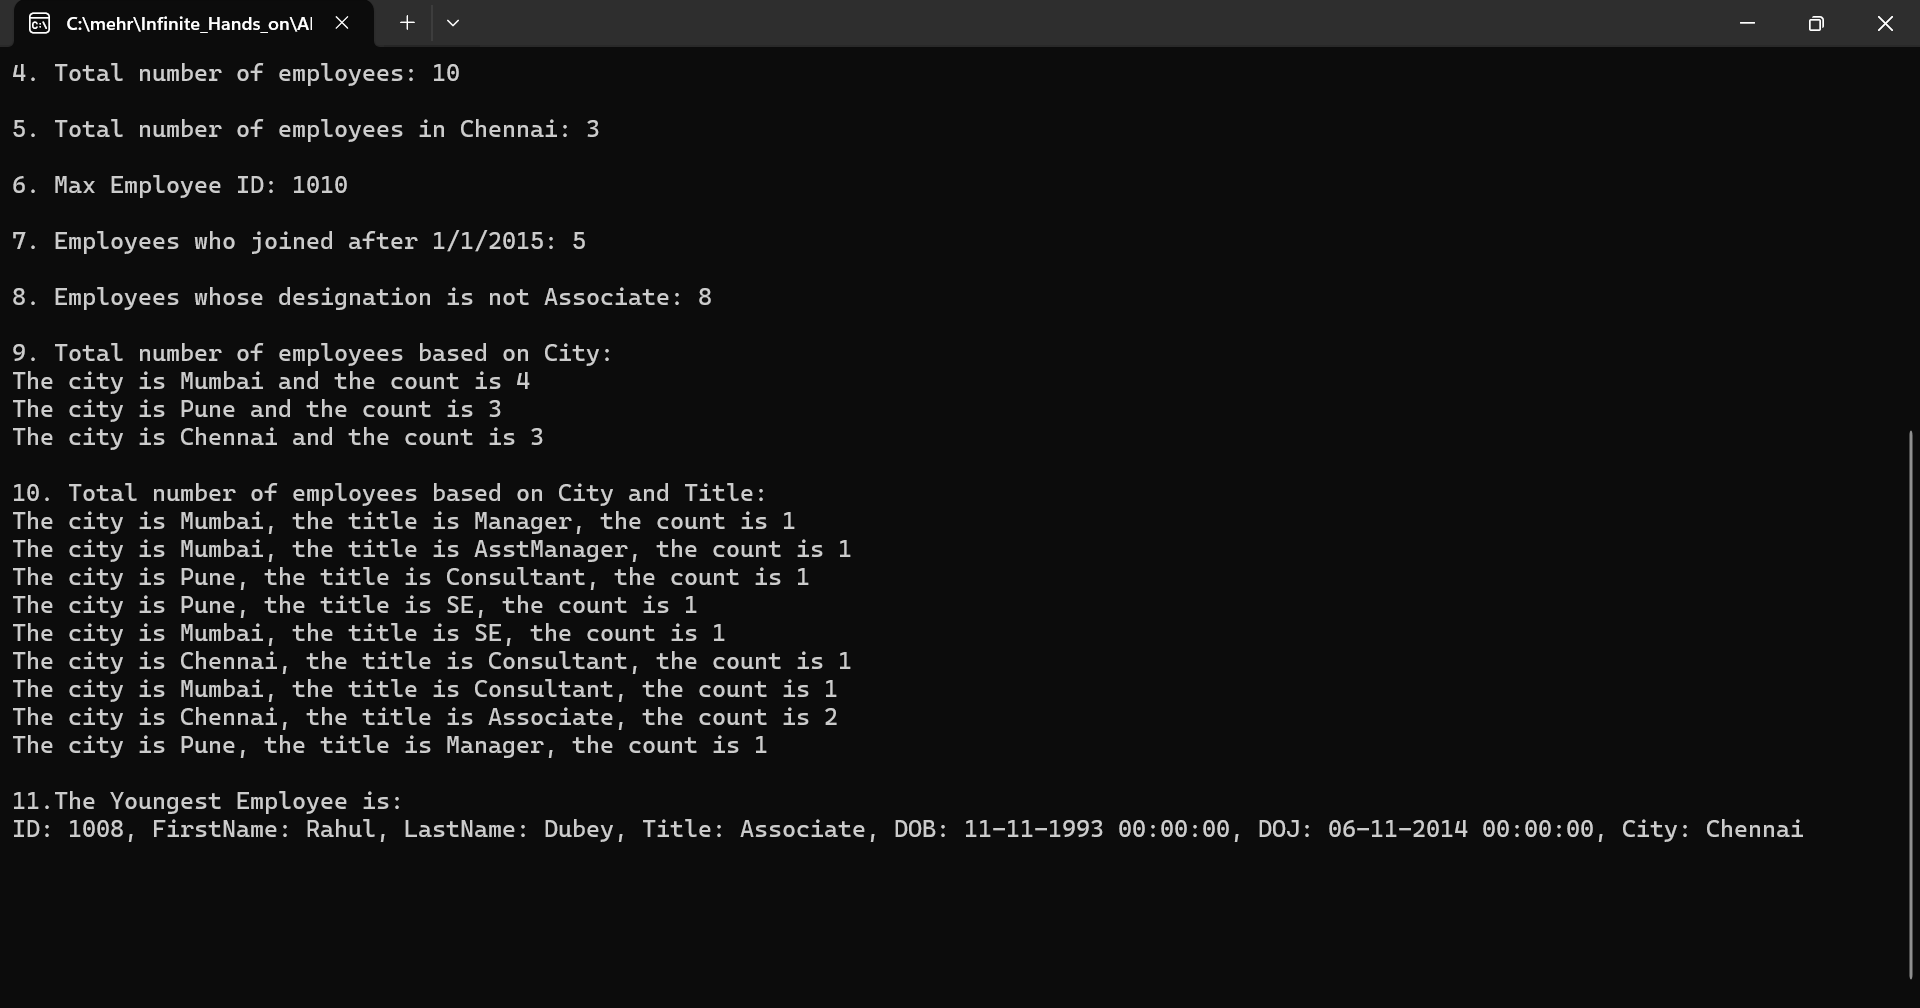 C:\mehr\Infinite_Hands_on\Al
4. Total number of employees: 10
5. Total number of employees in Chennai: 3
6. Max Employee ID: 1010
7. Employees who joined after 1/1/2015: 5
8. Employees whose designation is not Associate: 8
9. Total number of employees based on City:
The city is Mumbai and the count is 4
The city is Pune and the count is 3
The city is Chennai and the count is 3
10. Total number of employees based on City and Title:
The city is Mumbai, the title is Manager, the count is 1
The city is Mumbai, the title is AsstManager, the count is 1
The city is Pune, the title is Consultant, the count is 1
The city is Pune, the title is SE, the count is 1
The city is Mumbai, the title is SE, the count is 1
The city is Chennai, the title is Consultant, the count is 1
The city is Mumbai, the title is Consultant, the count is 1
The city is Chennai, the title is Associate, the count is 2
The city is Pune, the title is Manager, the count is 1
11.The Youngest Employee is:
ID: 1008, FirstName: Rahul, LastName: Dubey, Title: Associate, DOB: 11-11-1993 00:00:00, DOJ: 06-11-2014 00:00:00, City: Chennai